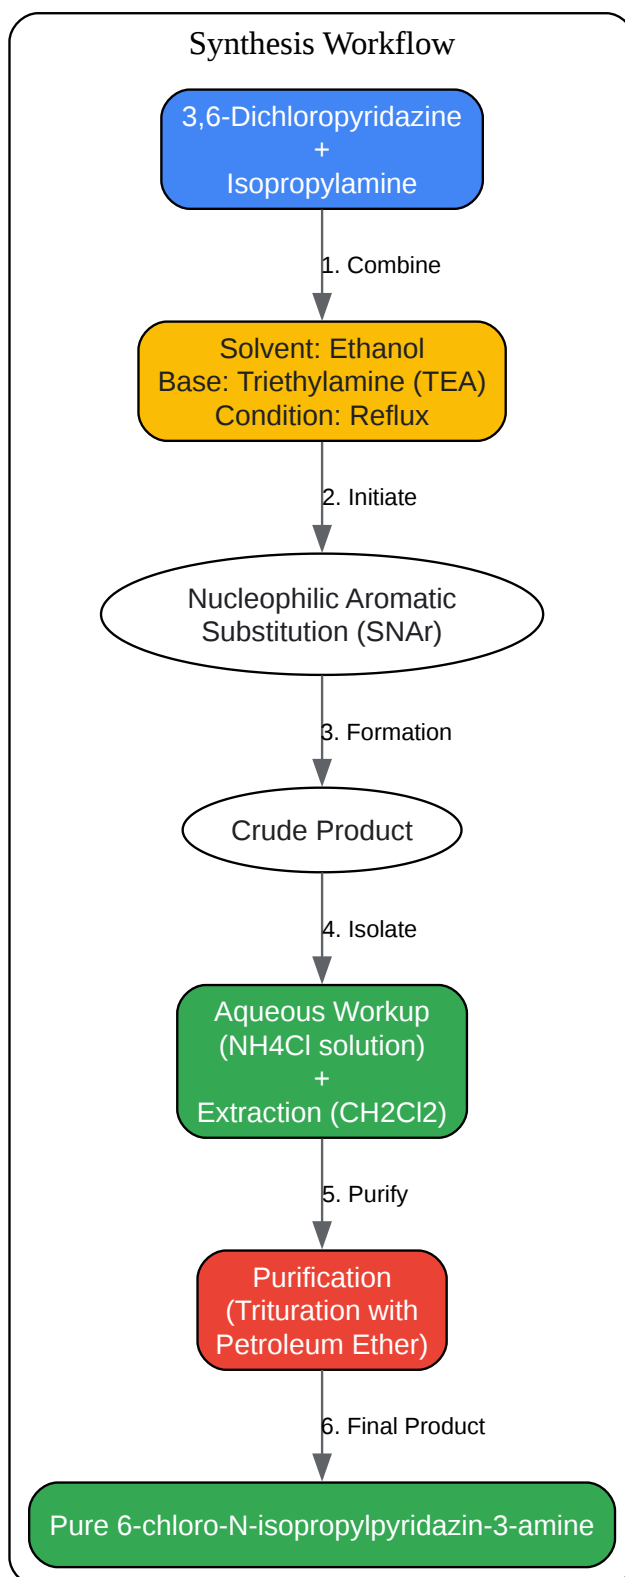 Synthesis Workflow
3,6-Dichloropyridazine
+
Isopropylamine
1. Combine
Solvent: Ethanol
Base: Triethylamine (TEA)
Condition: Reflux
2. Initiate
Nucleophilic Aromatic
Substitution (SNAr)
3. Formation
Crude Product
4. Isolate
Aqueous Workup
(NH4Cl solution)
+
Extraction (CH2Cl2)
5. Purify
Purification
(Trituration with
Petroleum Ether)
6. Final Product
Pure 6-chloro-N-isopropylpyridazin-3-amine